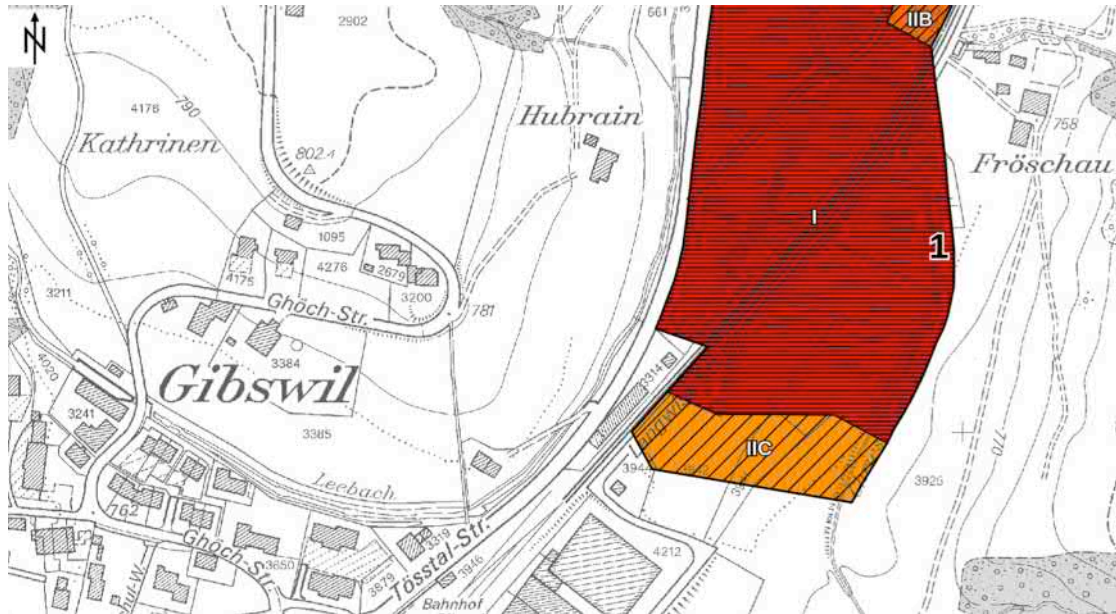 N
2902
661
IIB
4176
790
Kathrinen
Hubrain
758
Fröschau
802.4
1095
I
1
4175
4276
2679
3200
3211
Ghöch-Str.
781
4020
3384
3314
Gibswil
3241
3385
IIC
770
3926
Leebach
762
3319
Tösstal-Str.
4212
Ghöch-Str.
3650
3946
3879
Bahnhof